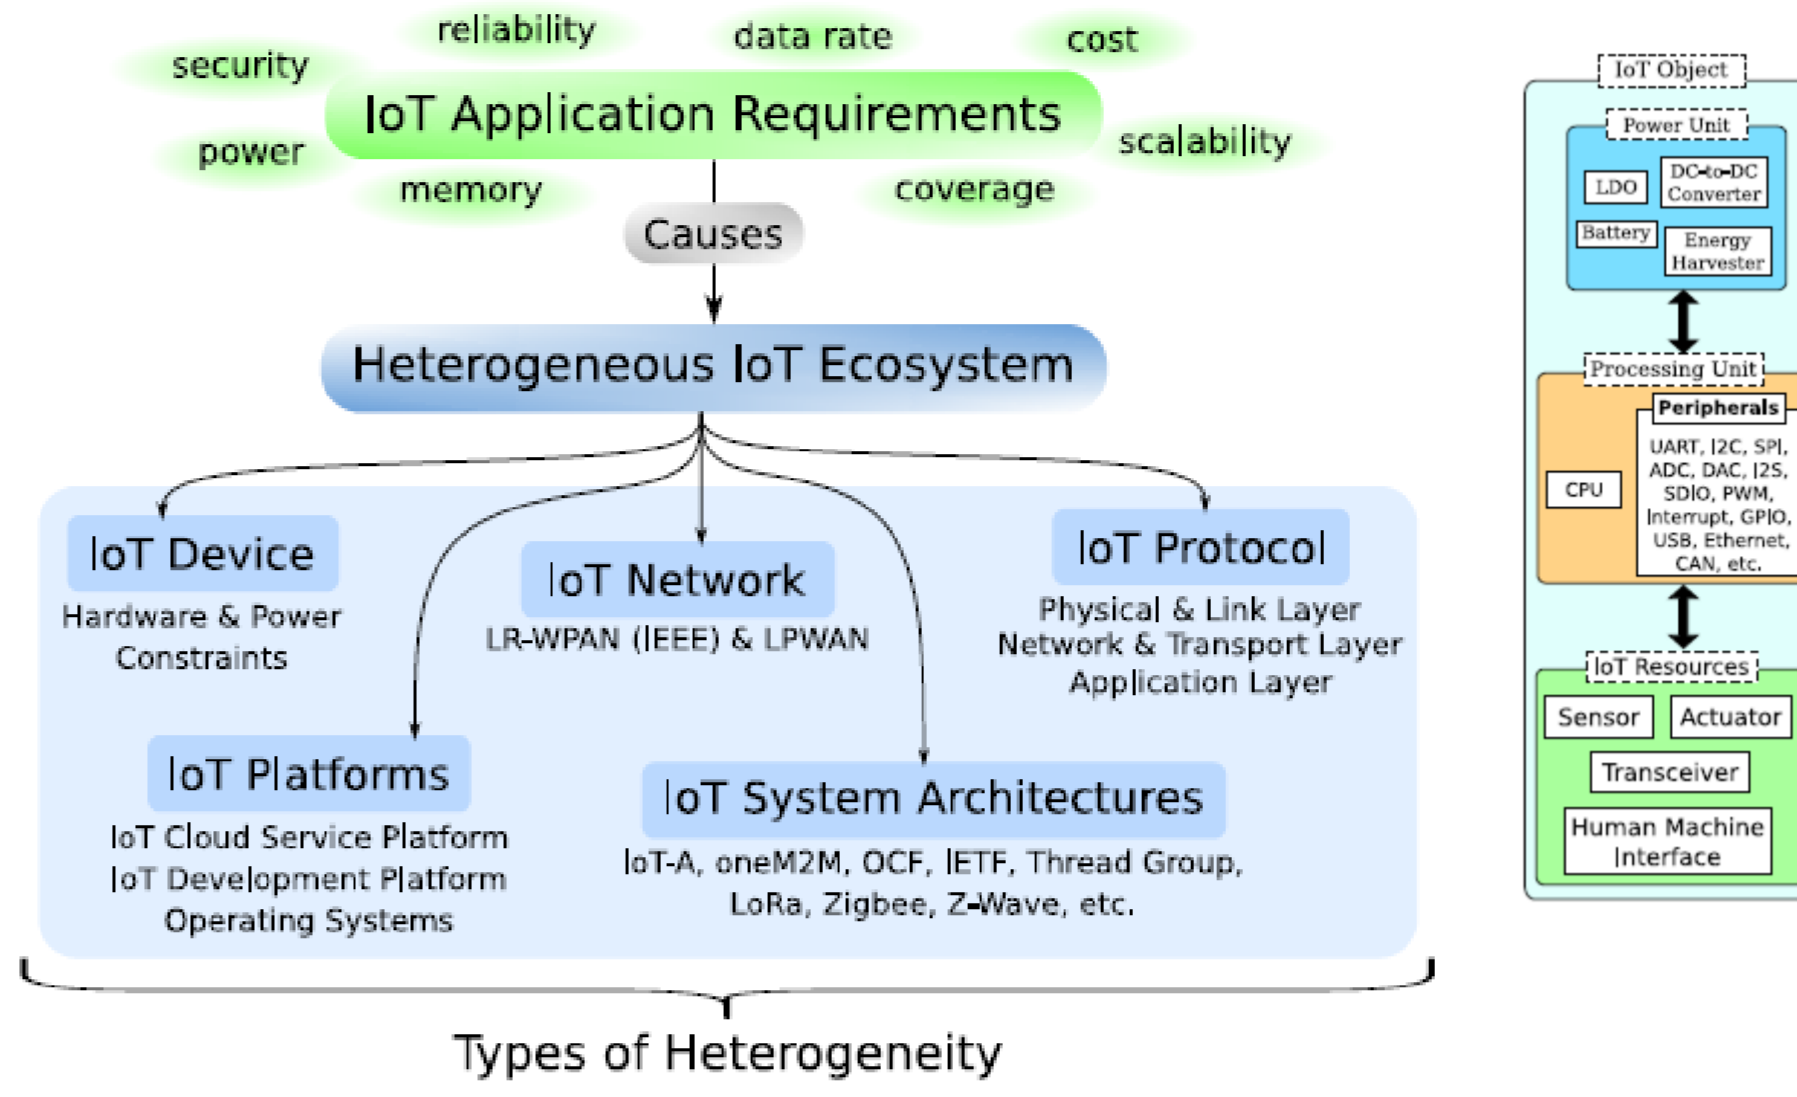 reliability
data rate
cost
security
IoT Application Requirements
power
scalability
memory
coverage
Causes
Heterogeneous IoT Ecosystem
IoT Device
Hardware & Power
Constraints
IoT Network
LR-WPAN (IEEE) & LPWAN
IoT Protocol
Physical & Link Layer
Network & Transport Layer
Application Layer
IoT Platforms
IoT Cloud Service Platform
IoT Development Platform
Operating Systems
IoT System Architectures
IoT-A, oneM2M, OCF, IETF, Thread Group,
LoRa, Zigbee, Z-Wave, etc.
Types of Heterogeneity
IoT Object
Power Unit
LDO
DC-to-DC
Converter
Battery
Energy
Harvester
Processing Unit
Peripherals
CPU
UART, I2C, SPI,
ADC, DAC, I2S,
SDIO, PWM,
Interrupt, GPIO,
USB, Ethernet,
CAN, etc.
IoT Resources
Sensor
Actuator
Transceiver
Human Machine
Interface